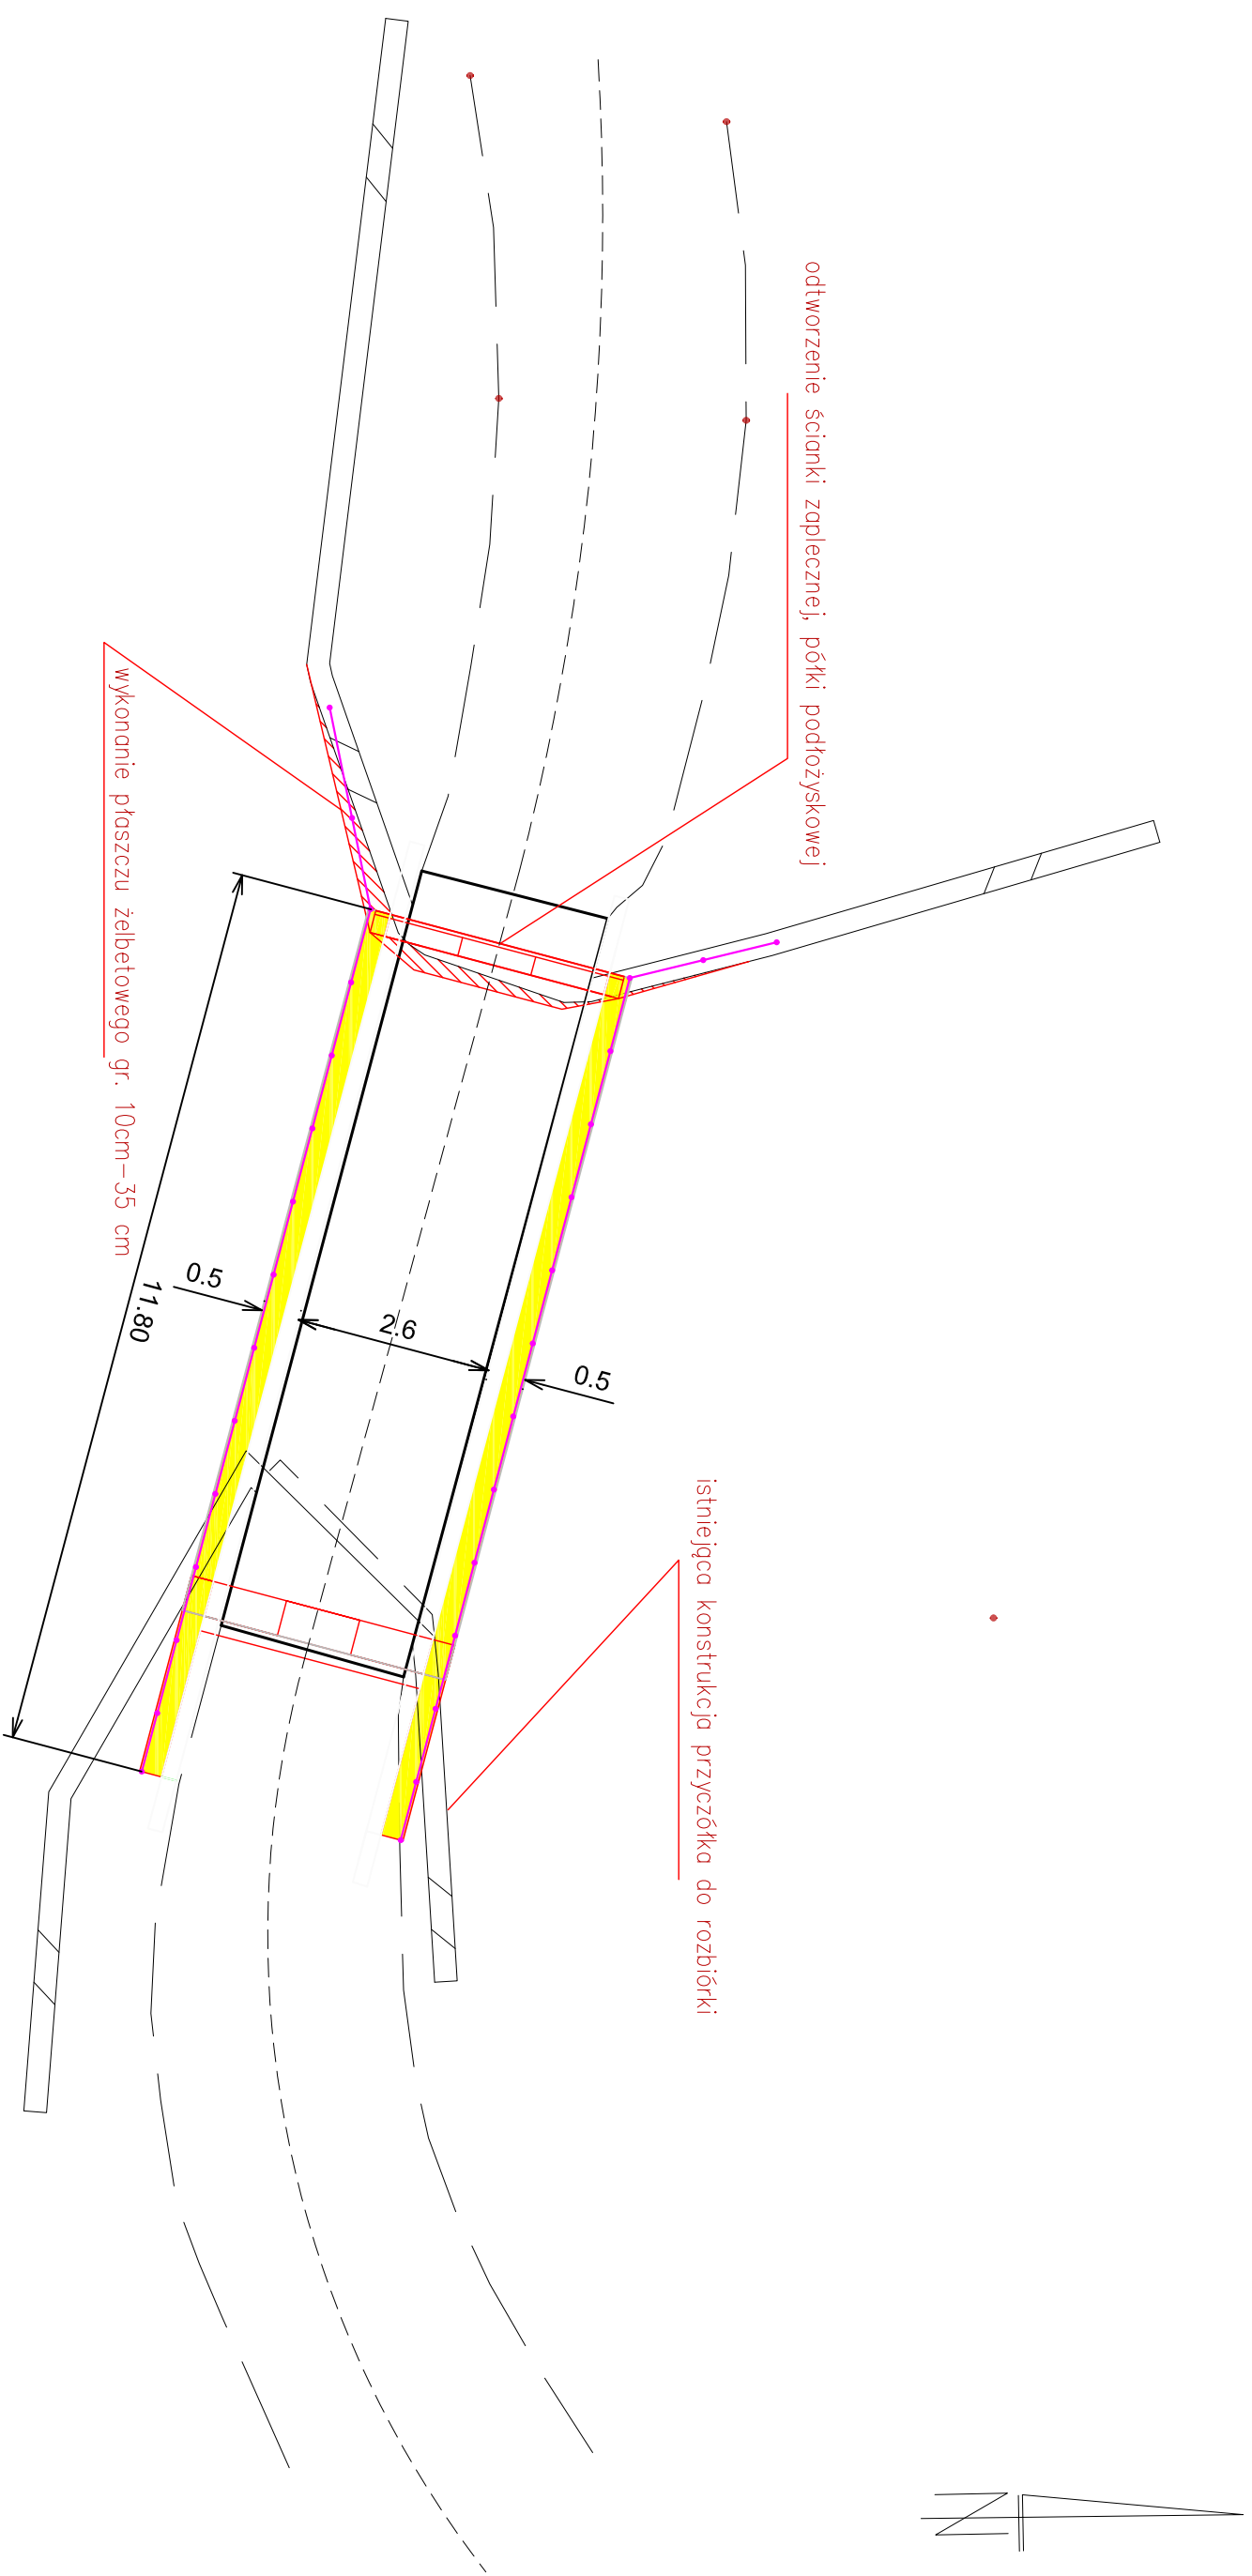 odtworzenie ścianki zaplecznej, półki podłożyskowej
wykonanie płaszczu żelbetowego gr. 10cm-35 cm
11.80
0.5
2.6
0.5
istniejąca konstrukcja przyczółka do rozbiórki
N